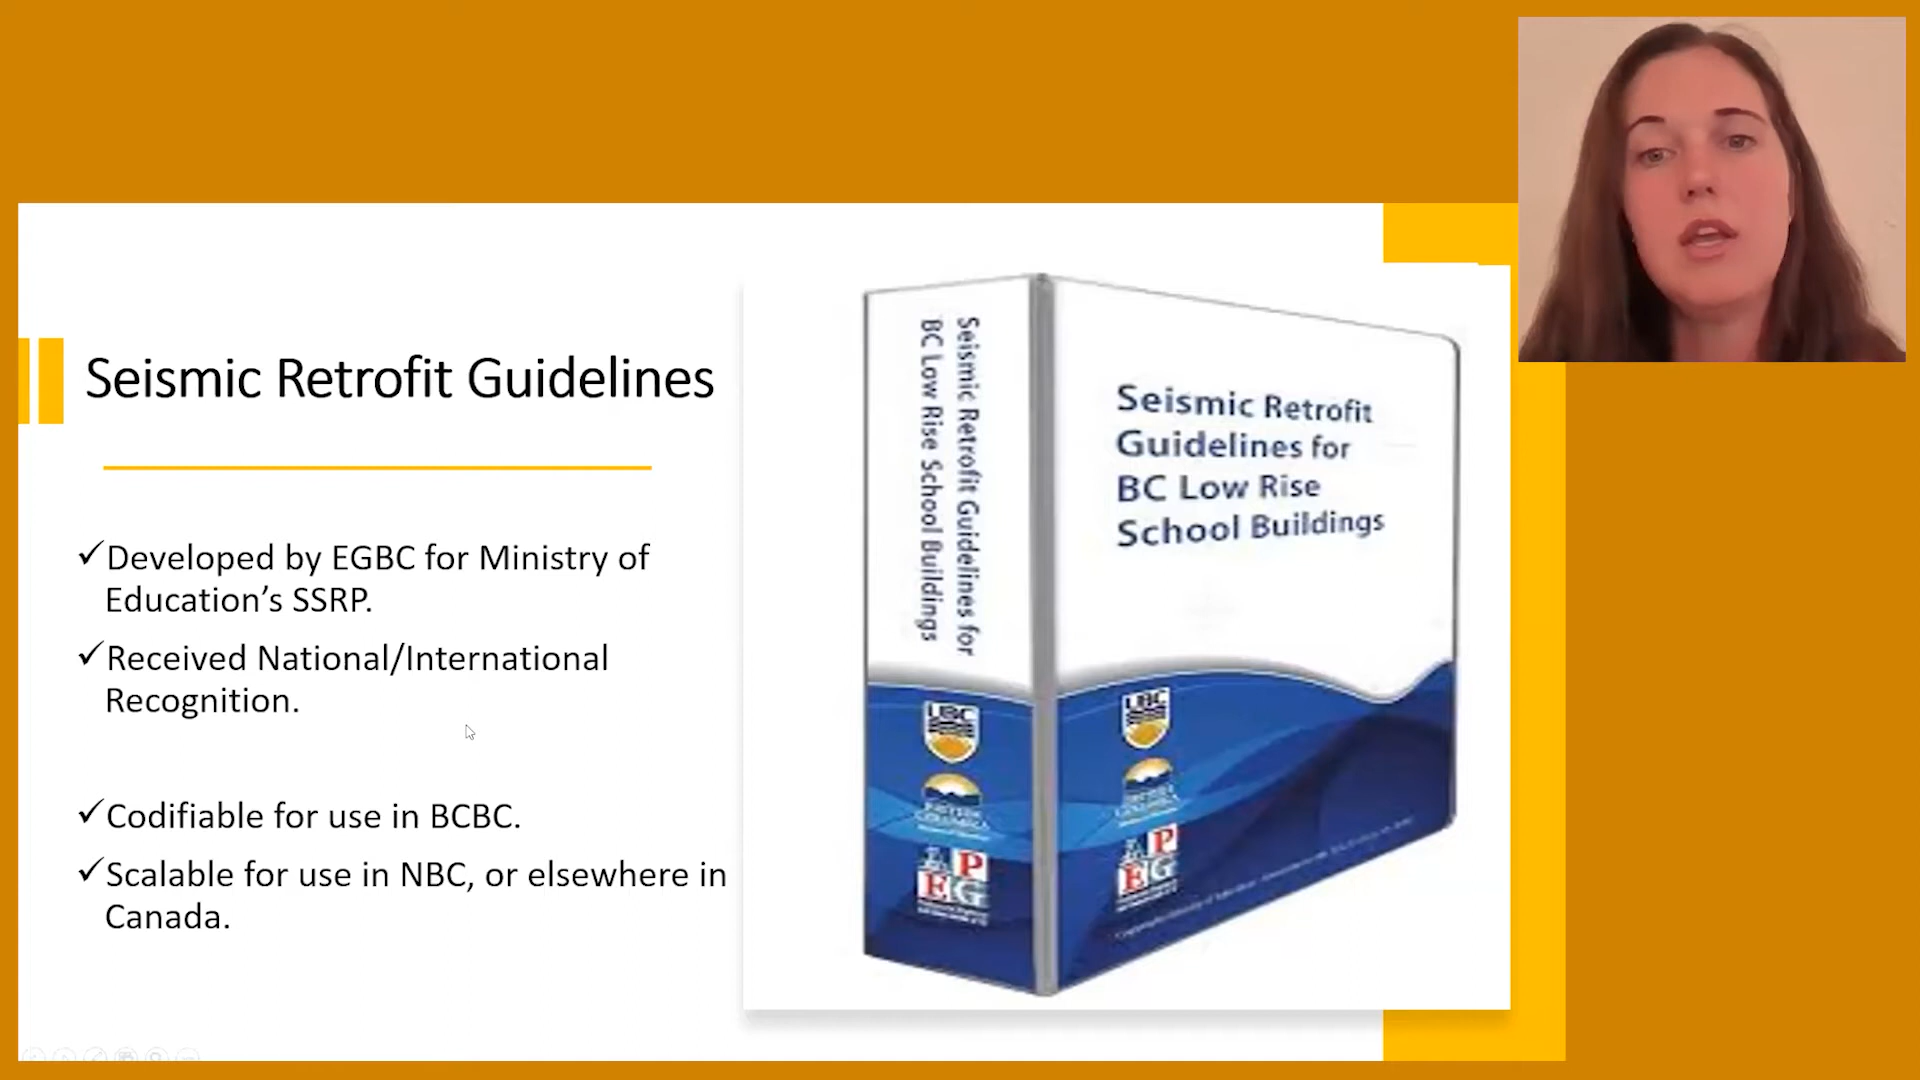 Seismic Retrofit Guidelines
✓Developed by EGBC for Ministry of
Education’s SSRP.
✓Received National/International
Recognition.
✓Codifiable for use in BCBC.
✓Scalable for use in NBC, or elsewhere in
Canada.
Seismic Retrofit Guidelines for
BC Low Rise School Buildings
UBC
APEG
Seismic Retrofit
Guidelines for
BC Low Rise
School Buildings
UBC
APEG